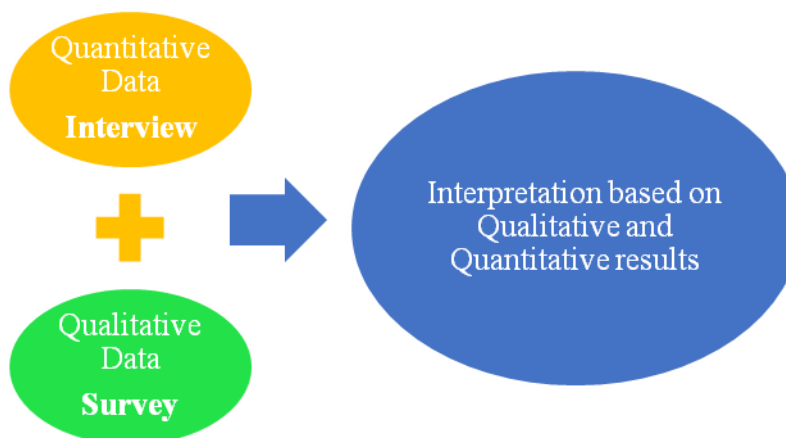 Quantitative
Data
Interview
Qualitative
Data
Survey
Interpretation based on
Qualitative and
Quantitative results